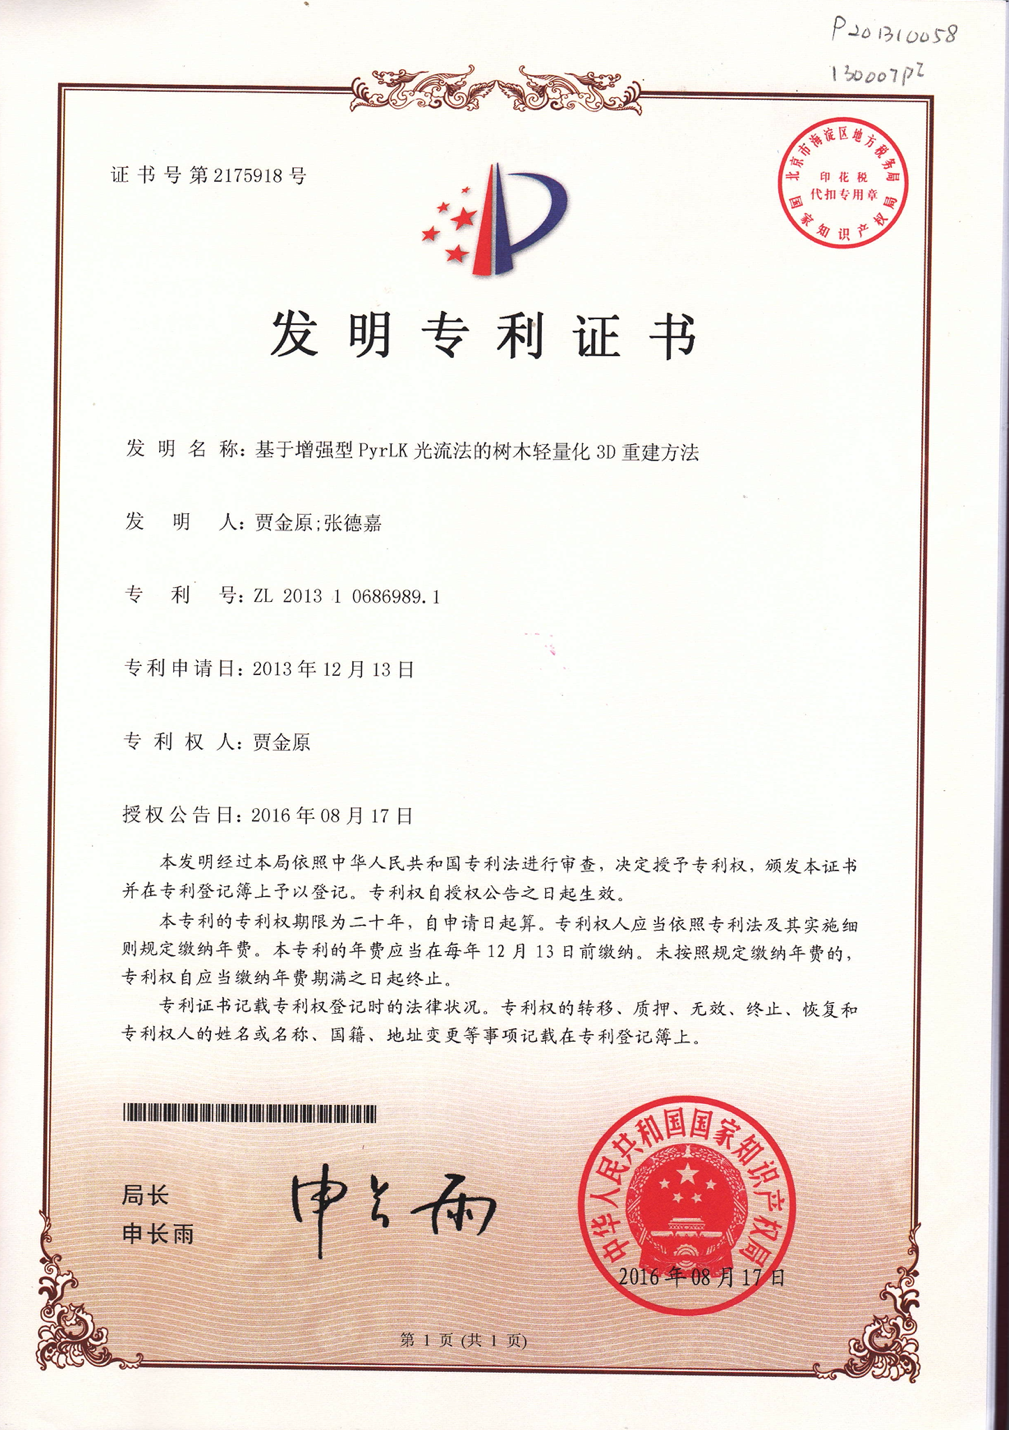 P201310058
130007PZ
北京市海淀区地方税务局
印花税
代扣专用章
国家知识产权局
证书号第2175918号
发明专利证书
发明名称：基于增强型PyrLK光流法的树木轻量化3D重建方法
发明人：贾金原;张德嘉
专利号：ZL 2013 1 0686989.1
专利申请日：2013年12月13日
专利权人：贾金原
授权公告日：2016年08月17日
本发明经过本局依照中华人民共和国专利法进行审查，决定授予专利权，颁发本证书
并在专利登记簿上予以登记。专利权自授权公告之日起生效。
本专利的专利权期限为二十年，自申请日起算。专利权人应当依照专利法及其实施细
则规定缴纳年费。本专利的年费应当在每年12月13日前缴纳。未按照规定缴纳年费的，
专利权自应当缴纳年费期满之日起终止。
专利证书记载专利权登记时的法律状况。专利权的转移、质押、无效、终止、恢复和
专利权人的姓名或名称、国籍、地址变更等事项记载在专利登记簿上。
局长
申长雨
申长雨
中华人民共和国国家知识产权局
2016年08月17日
第1页(共1页)